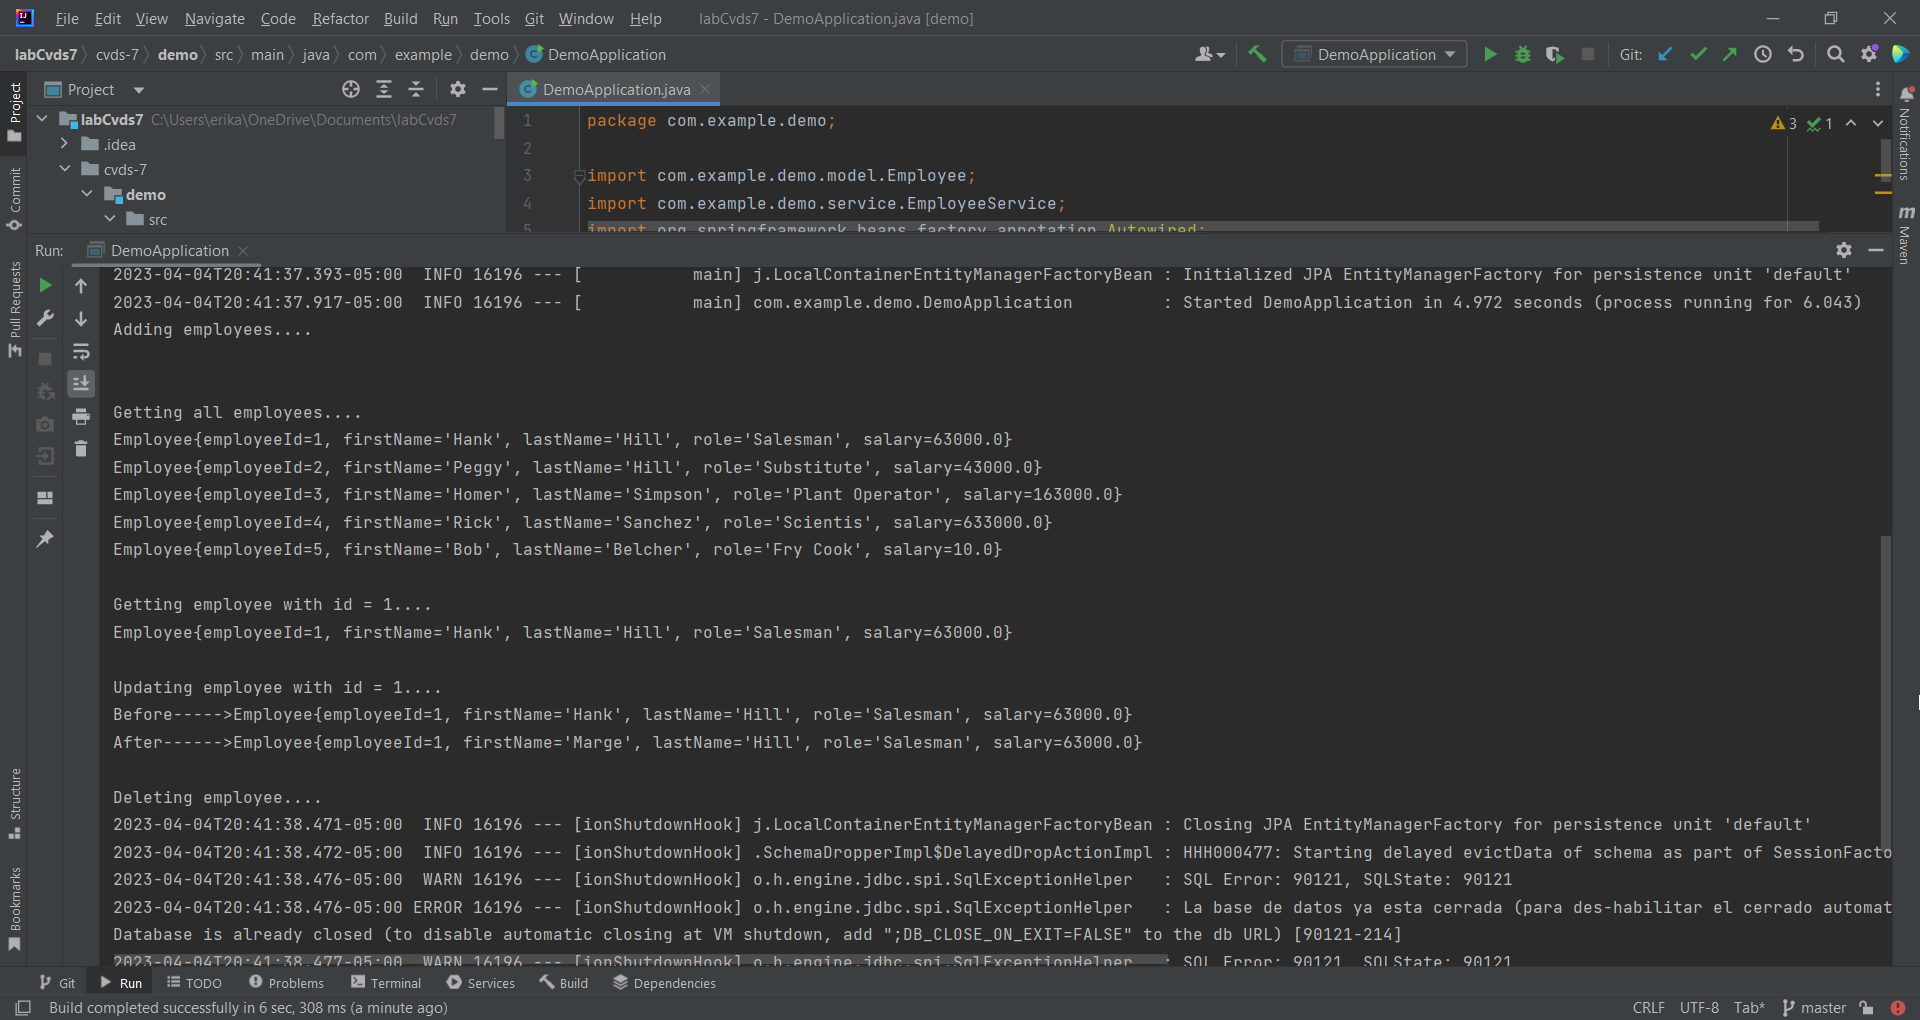 File Edit View Navigate Code Refactor Build Run Tools Git Window Help labCvds7 - DemoApplication.java [demo]
labCvds7 cvds-7 demo src main java com example demo DemoApplication
DemoApplication Git:
Project
DemoApplication.java
labCvds7 C:\Users\erika\OneDrive\Documents\labCvds7
.idea
cvds-7
demo
src
1 package com.example.demo;
2
3 import com.example.demo.model.Employee;
4 import com.example.demo.service.EmployeeService;
5 import org.springframework.beans.factory.annotation.Autowired;
3 1
Project
Commit
Pull Requests
Structure
Bookmarks
Notifications
Maven
Run: DemoApplication
2023-04-04T20:41:37.393-05:00  INFO 16196 --- [           main] j.LocalContainerEntityManagerFactoryBean : Initialized JPA EntityManagerFactory for persistence unit 'default'
2023-04-04T20:41:37.917-05:00  INFO 16196 --- [           main] com.example.demo.DemoApplication         : Started DemoApplication in 4.972 seconds (process running for 6.043)
Adding employees....
Getting all employees....
Employee{employeeId=1, firstName='Hank', lastName='Hill', role='Salesman', salary=63000.0}
Employee{employeeId=2, firstName='Peggy', lastName='Hill', role='Substitute', salary=43000.0}
Employee{employeeId=3, firstName='Homer', lastName='Simpson', role='Plant Operator', salary=163000.0}
Employee{employeeId=4, firstName='Rick', lastName='Sanchez', role='Scientis', salary=633000.0}
Employee{employeeId=5, firstName='Bob', lastName='Belcher', role='Fry Cook', salary=10.0}
Getting employee with id = 1....
Employee{employeeId=1, firstName='Hank', lastName='Hill', role='Salesman', salary=63000.0}
Updating employee with id = 1....
Before----->Employee{employeeId=1, firstName='Hank', lastName='Hill', role='Salesman', salary=63000.0}
After------>Employee{employeeId=1, firstName='Marge', lastName='Hill', role='Salesman', salary=63000.0}
Deleting employee....
2023-04-04T20:41:38.471-05:00  INFO 16196 --- [ionShutdownHook] j.LocalContainerEntityManagerFactoryBean : Closing JPA EntityManagerFactory for persistence unit 'default'
2023-04-04T20:41:38.472-05:00  INFO 16196 --- [ionShutdownHook] .SchemaDropperImpl$DelayedDropActionImpl : HHH000477: Starting delayed evictData of schema as part of SessionFacto
2023-04-04T20:41:38.476-05:00  WARN 16196 --- [ionShutdownHook] o.h.engine.jdbc.spi.SqlExceptionHelper   : SQL Error: 90121, SQLState: 90121
2023-04-04T20:41:38.476-05:00 ERROR 16196 --- [ionShutdownHook] o.h.engine.jdbc.spi.SqlExceptionHelper   : La base de datos ya esta cerrada (para des-habilitar el cerrado automat
Database is already closed (to disable automatic closing at VM shutdown, add ";DB_CLOSE_ON_EXIT=FALSE" to the db URL) [90121-214]
2023-04-04T20:41:38.477-05:00  WARN 16196 --- [ionShutdownHook] o.h.engine.jdbc.spi.SqlExceptionHelper   : SQL Error: 90121, SQLState: 90121
Git Run TODO Problems Terminal Services Build Dependencies
Build completed successfully in 6 sec, 308 ms (a minute ago) CRLF UTF-8 Tab* master